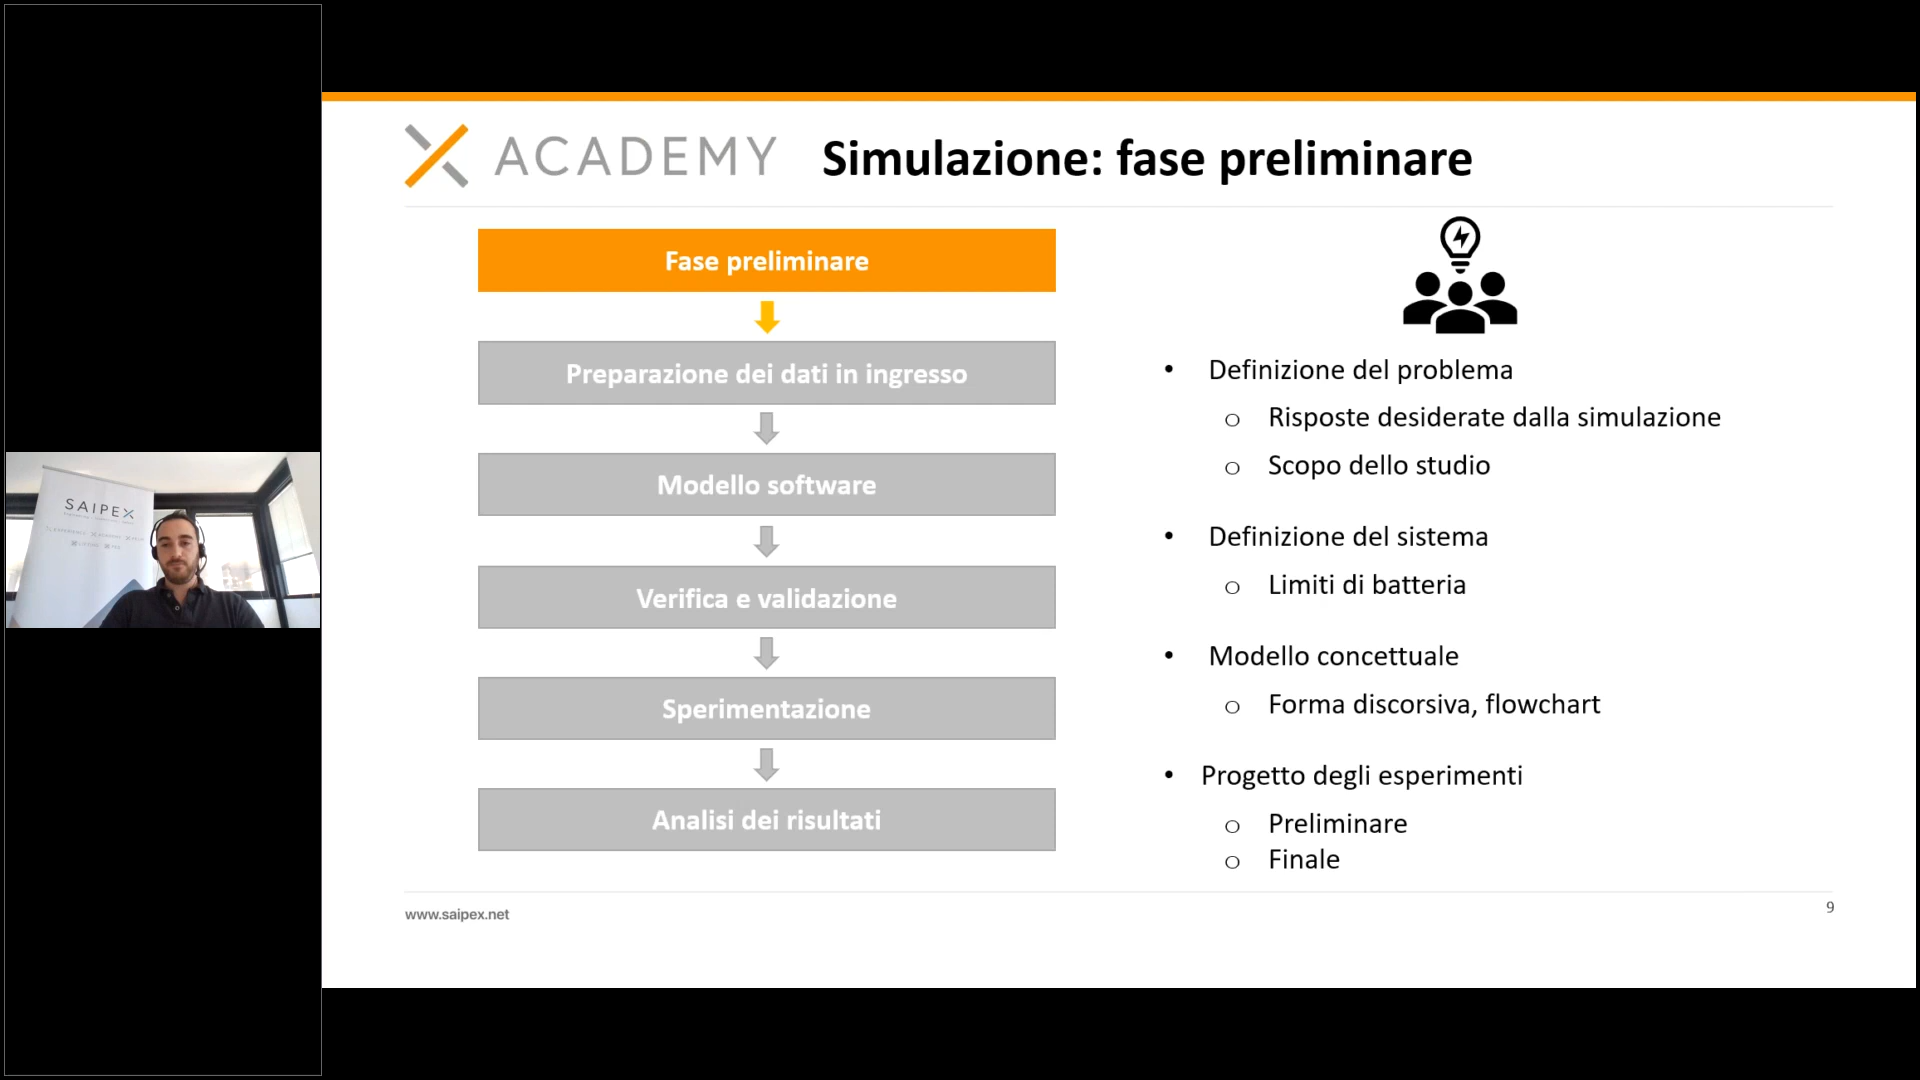 ACADEMY
Simulazione: fase preliminare
Fase preliminare
Preparazione dei dati in ingresso
Modello software
Verifica e validazione
Sperimentazione
Analisi dei risultati
• Definizione del problema
o Risposte desiderate dalla simulazione
o Scopo dello studio
• Definizione del sistema
o Limiti di batteria
• Modello concettuale
o Forma discorsiva, flowchart
• Progetto degli esperimenti
o Preliminare
o Finale
www.saipex.net
9
SAIPEX